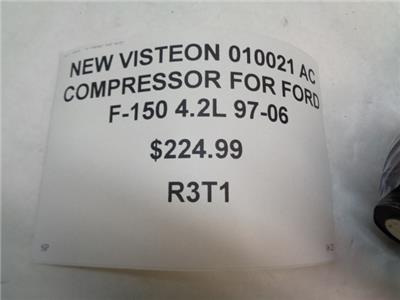 NEW VISTEON 010021 AC
COMPRESSOR FOR FORD
F-150 4.2L 97-06
$224.99
R3T1